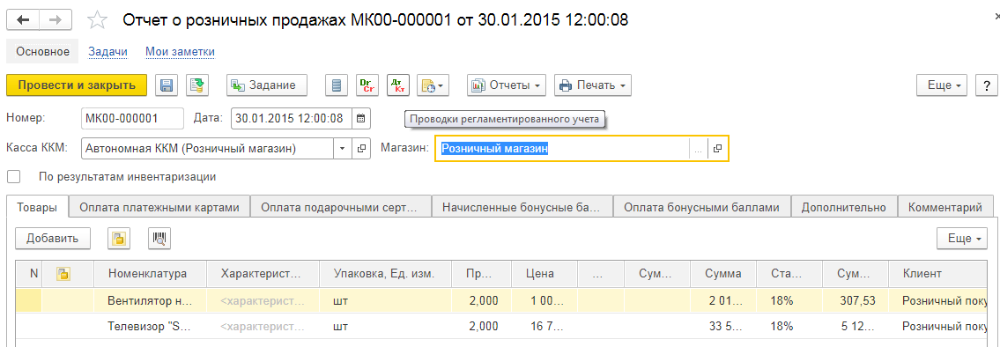 Отчет о розничных продажах МК00-000001 от 30.01.2015 12:00:08
Основное Задачи Мои заметки
Провести и закрыть Задание Dr Cr Дт Кт Отчеты Печать Еще ?
Номер: МК00-000001 Дата: 30.01.2015 12:00:08 Проводки регламентированного учета
Касса ККМ: Автономная ККМ (Розничный магазин) Магазин: Розничный магазин ...
По результатам инвентаризации
Товары Оплата платежными картами Оплата подарочными серт... Начисленные бонусные ба... Оплата бонусными баллами Дополнительно Комментарий
Добавить Еще
N Номенклатура Характерист... Упаковка, Ед. изм. Пр... Цена ... Сум... Сумма Ста... Сум... Клиент
Вентилятор н... <характерист... шт 2,000 1 00... 2 01... 18% 307,53 Розничный поку
Телевизор "S... <характерист... шт 2,000 16 7... 33 5... 18% 5 12... Розничный поку